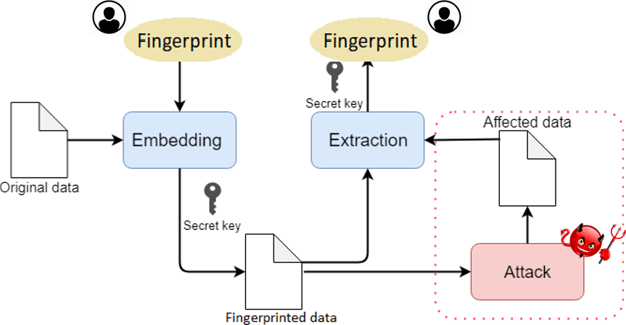 Fingerprint
Fingerprint
Secret key
Embedding
Extraction
Affected data
Original data
Secret key
Attack
Fingerprinted data